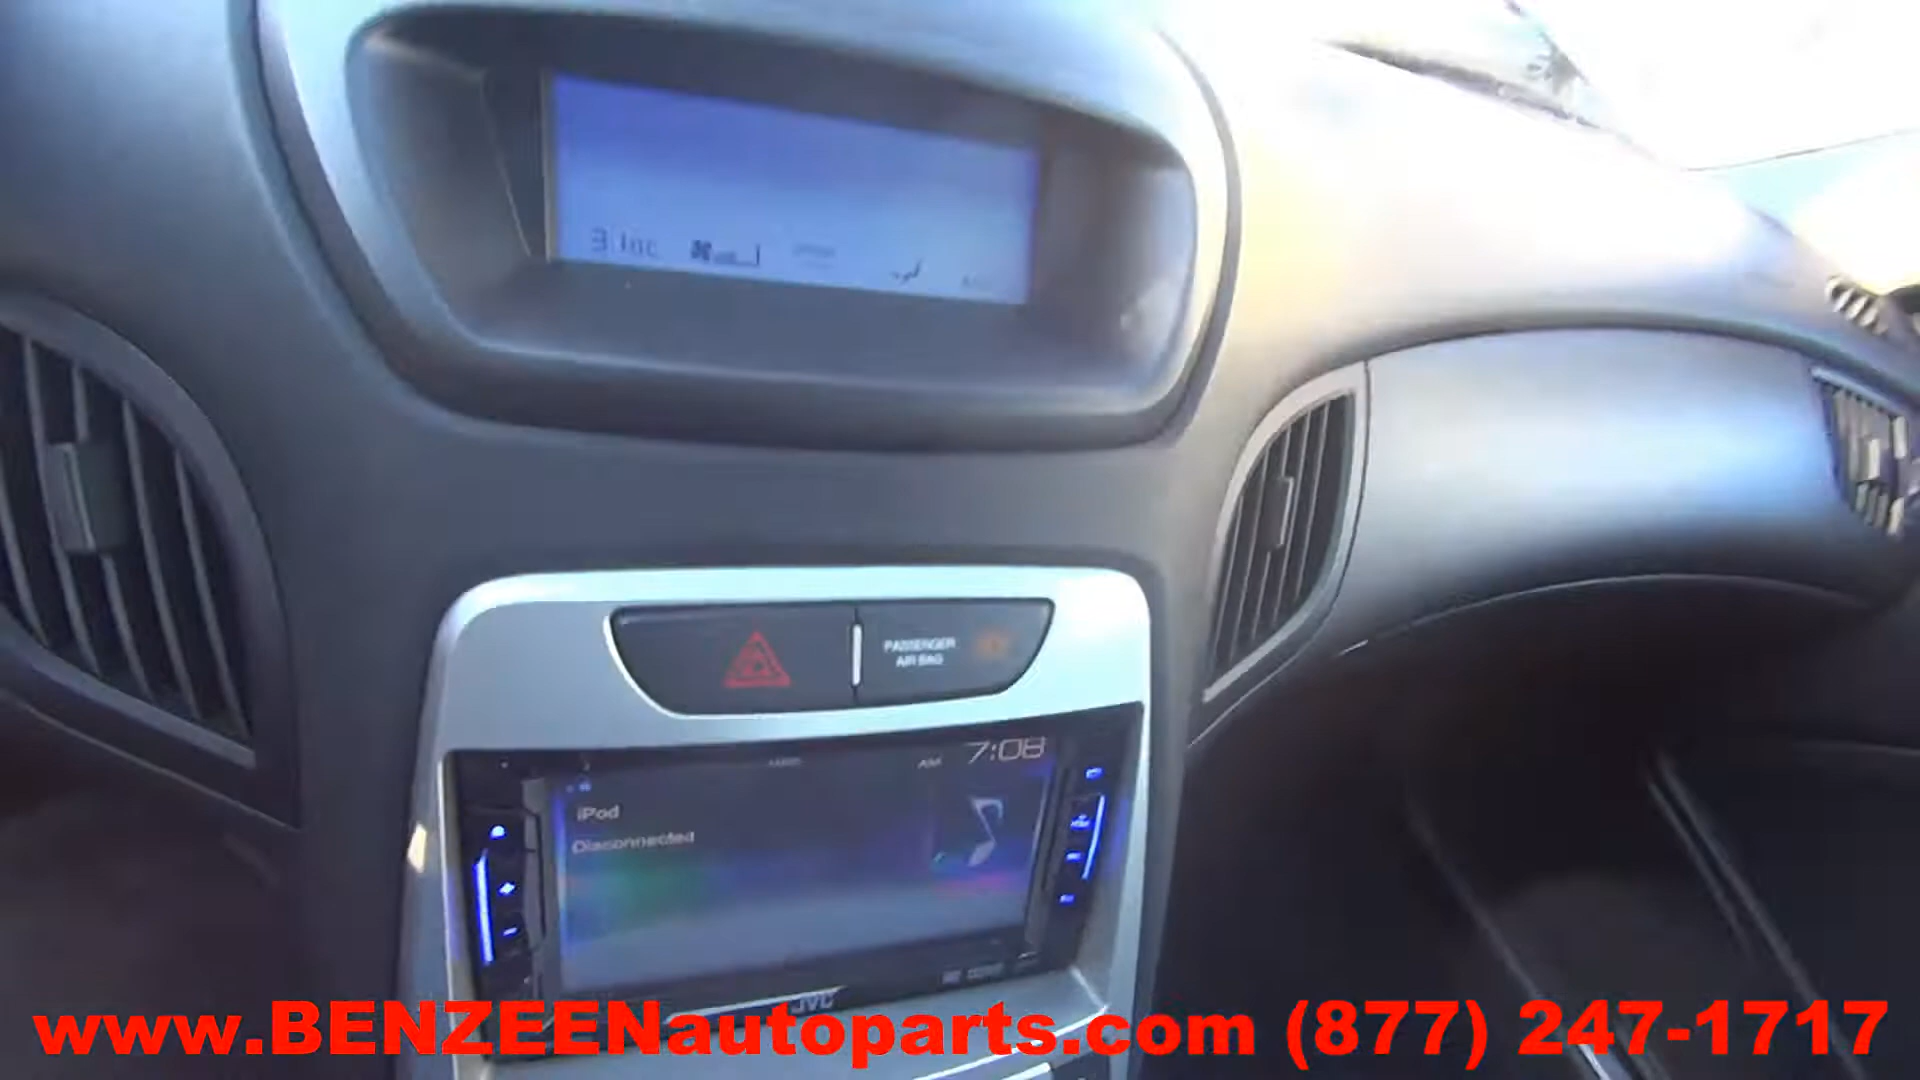 PASSENGER
AIR BAG
AM 7:08
iPod
Disconnected
JVC
www.BENZEENautoparts.com (877) 247-1717